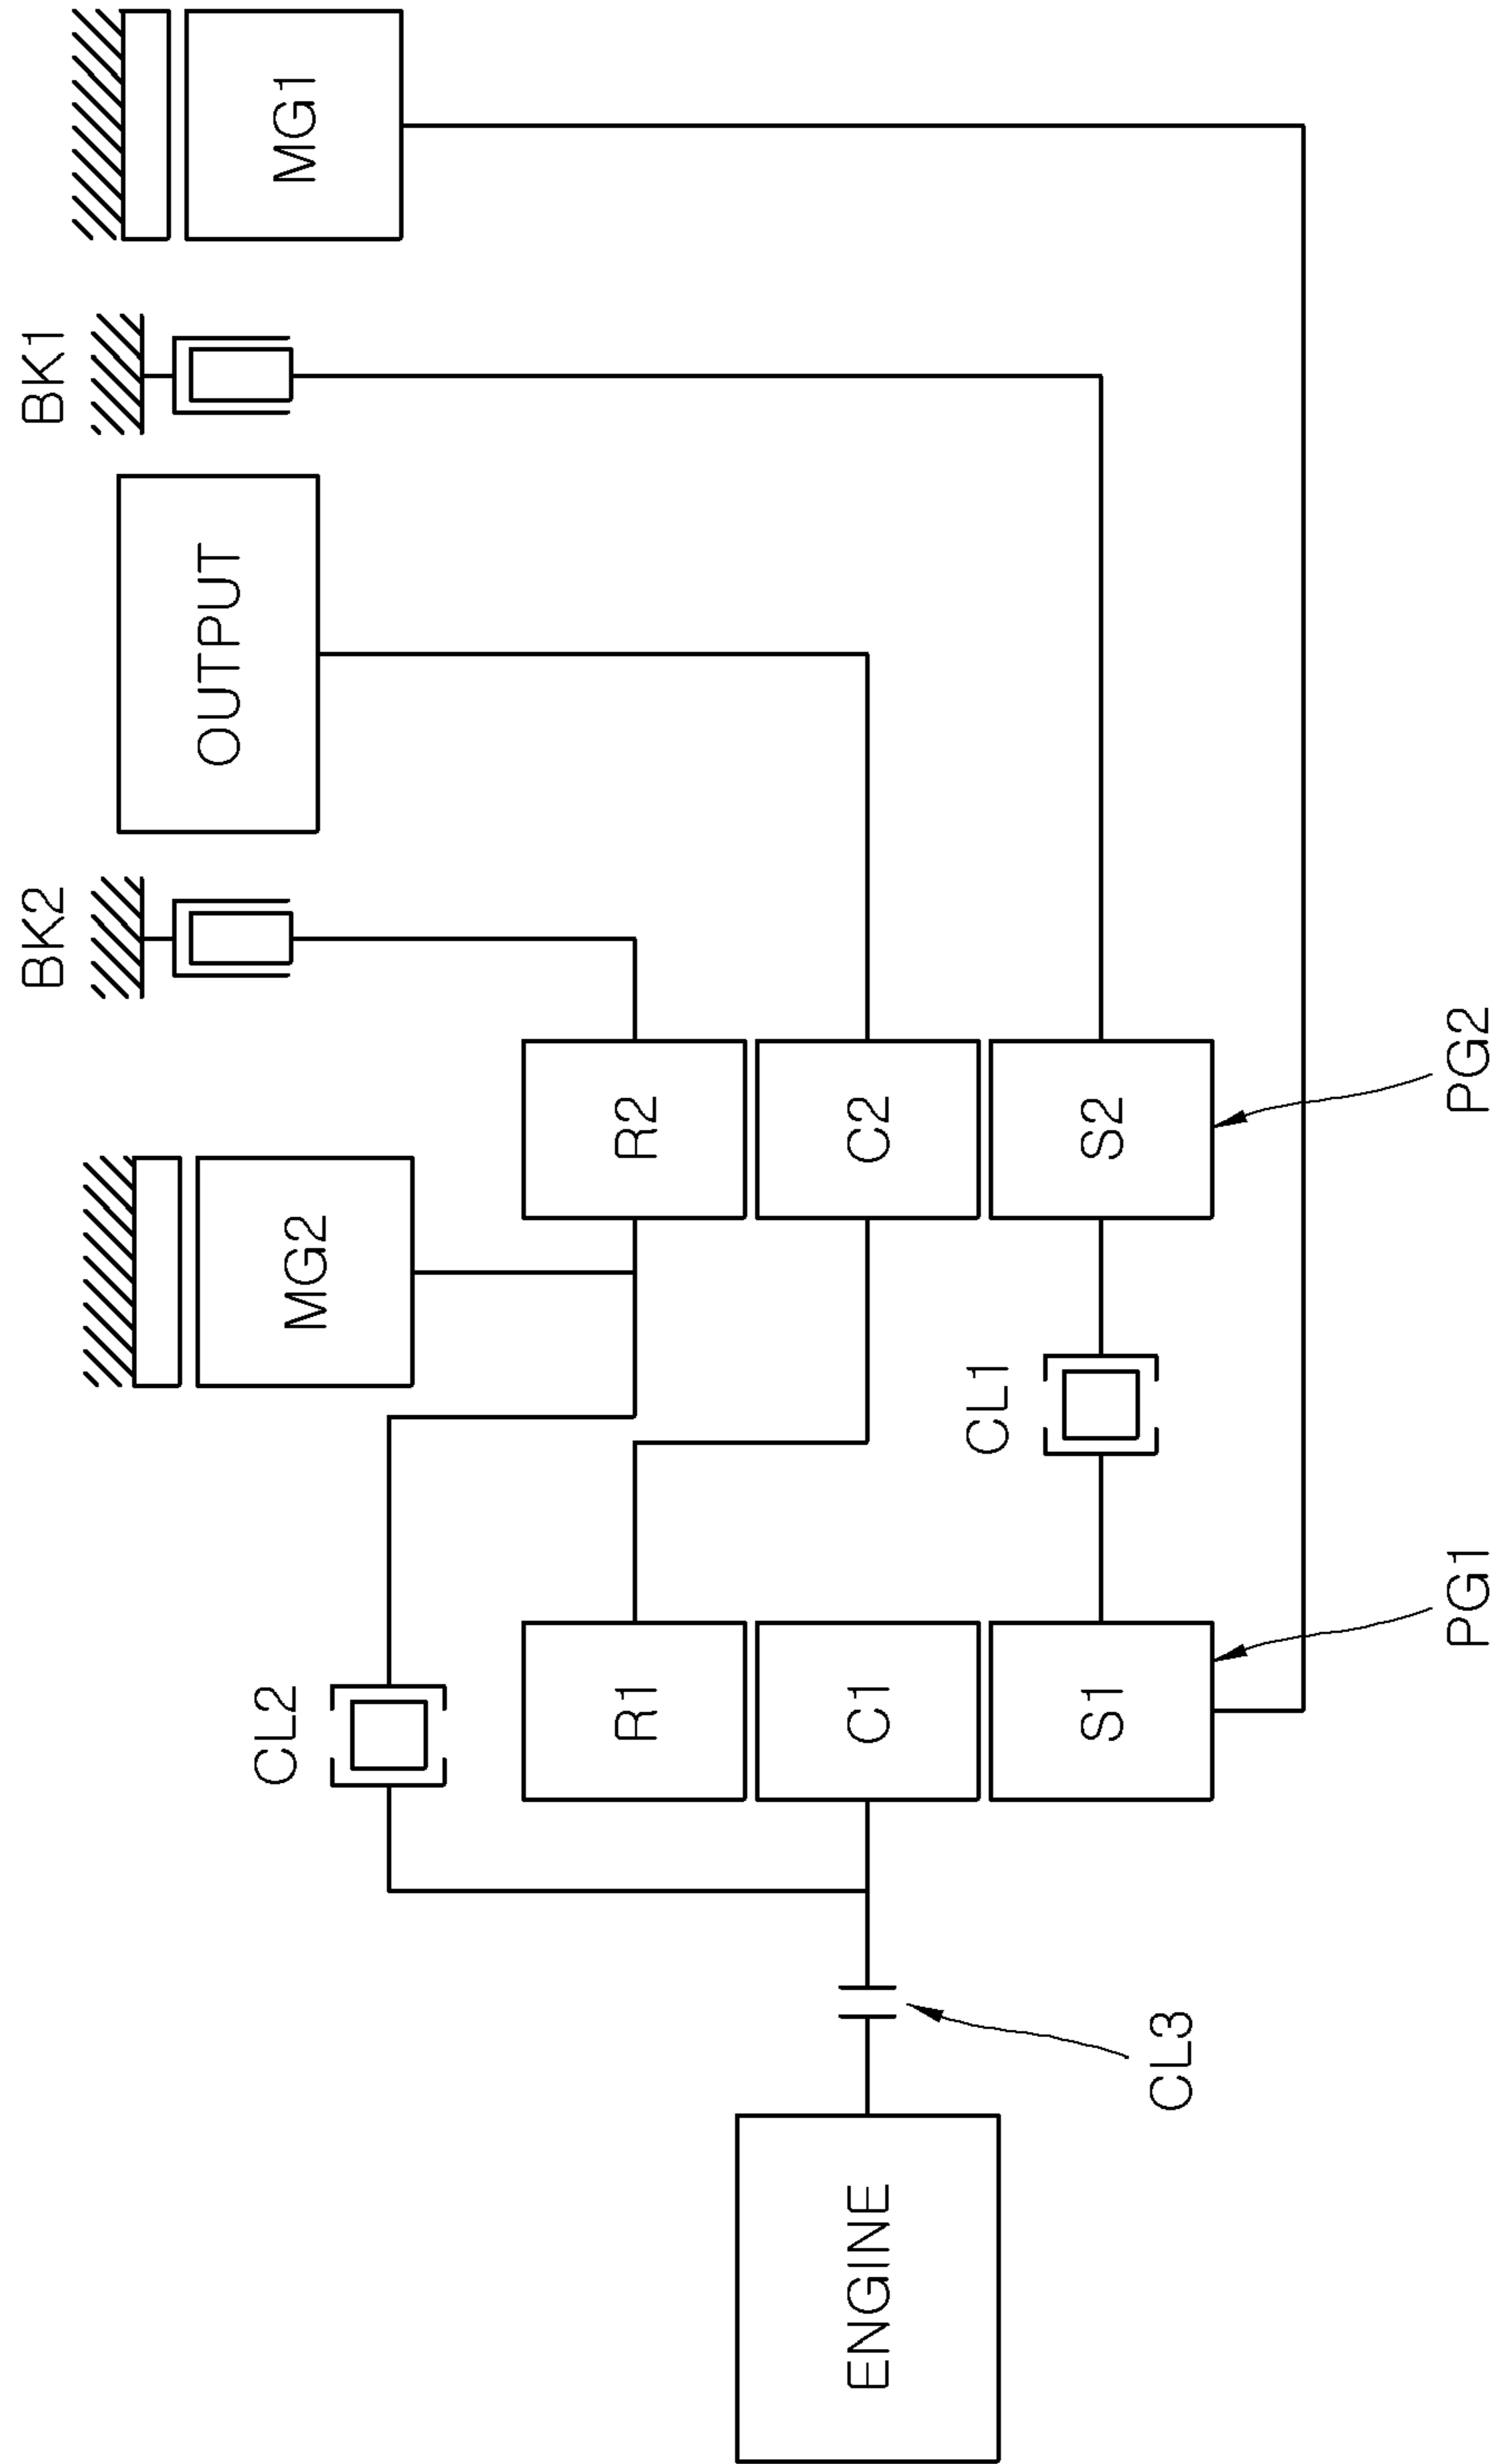 BK2
BK1
OUTPUT
MG2
MG1
CL2
R1
R2
C1
C2
CL1
S1
S2
ENGINE
CL3
PG1
PG2